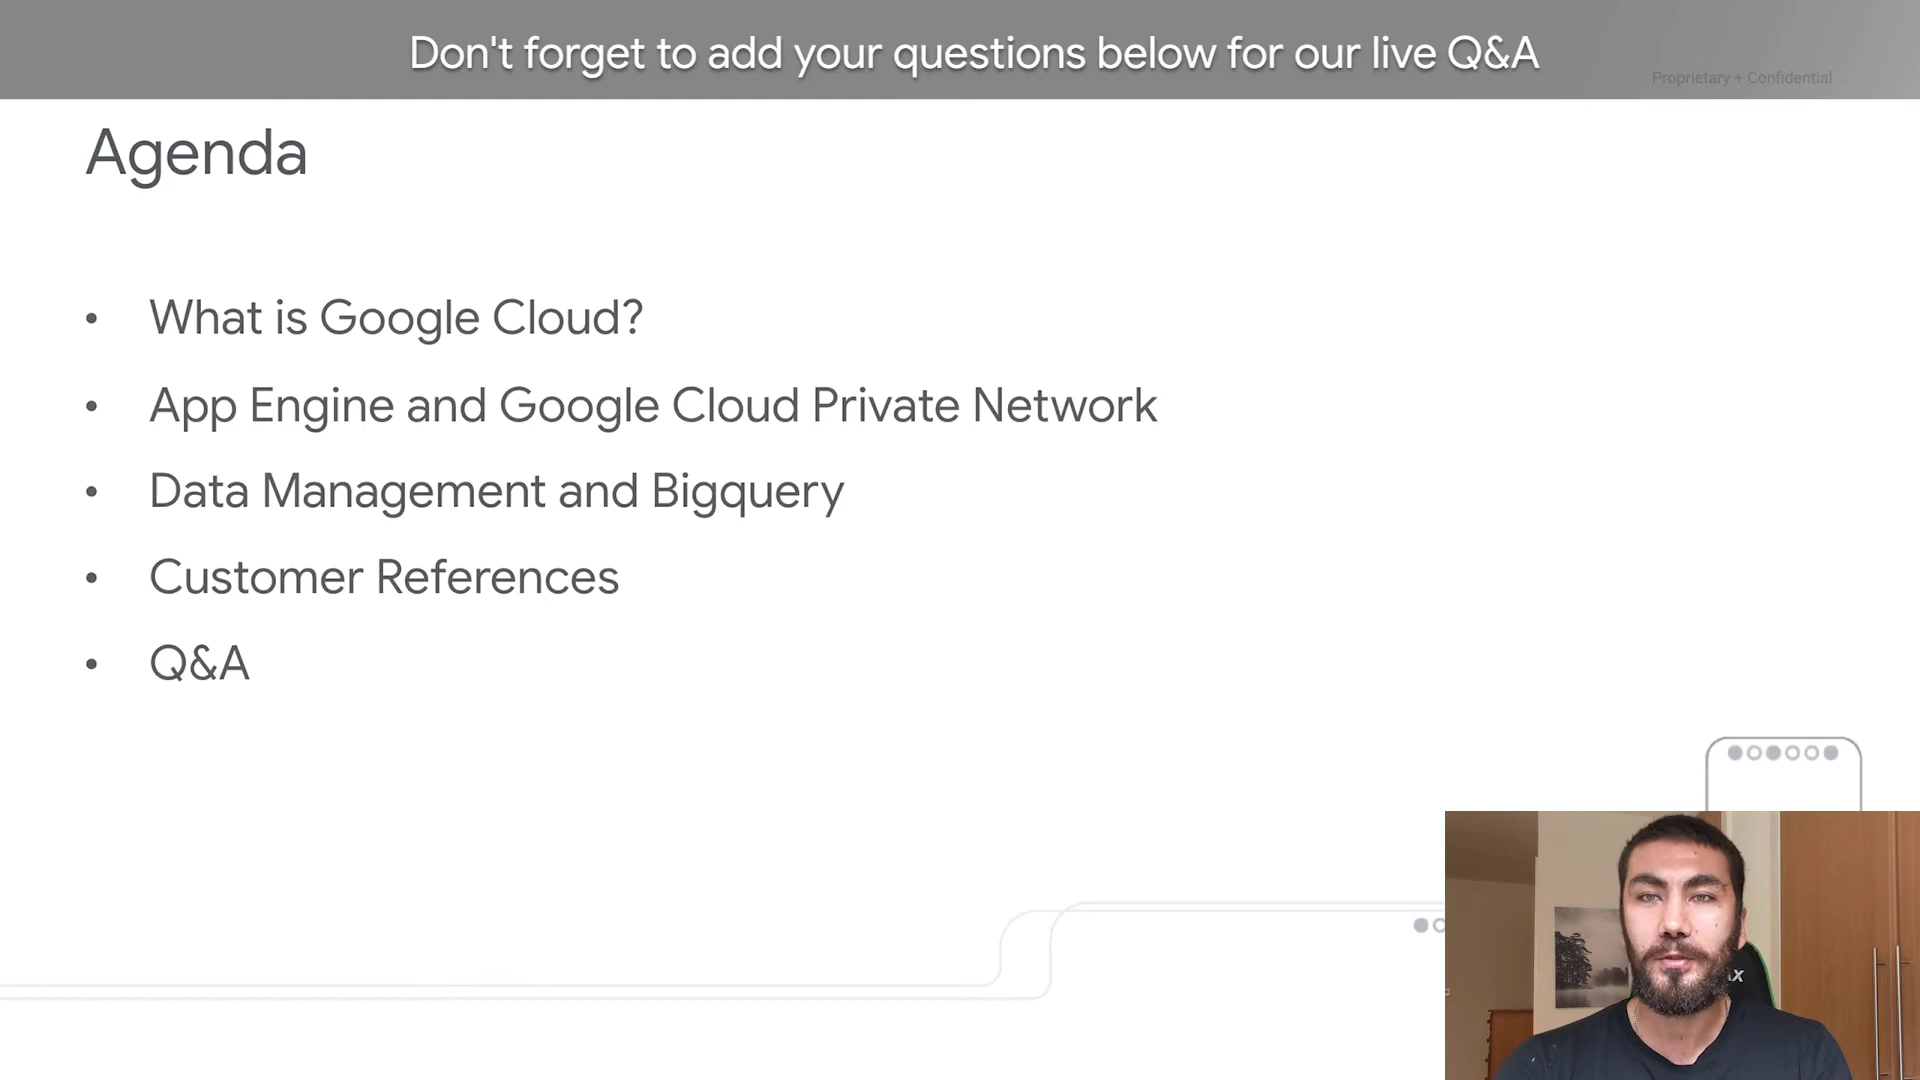 Don't forget to add your questions below for our live Q&A
Proprietary + Confidential
Agenda
• What is Google Cloud?
• App Engine and Google Cloud Private Network
• Data Management and Bigquery
• Customer References
• Q&A